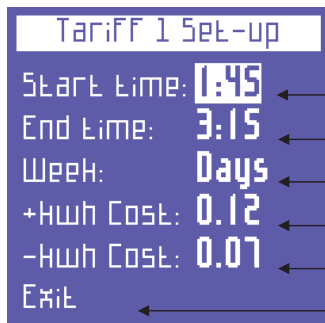 Tariff 1 Set-up
Start time: 1:45
End time: 3:15
Week: Days
+kwh Cost: 0.12
-kwh Cost: 0.07
Exit